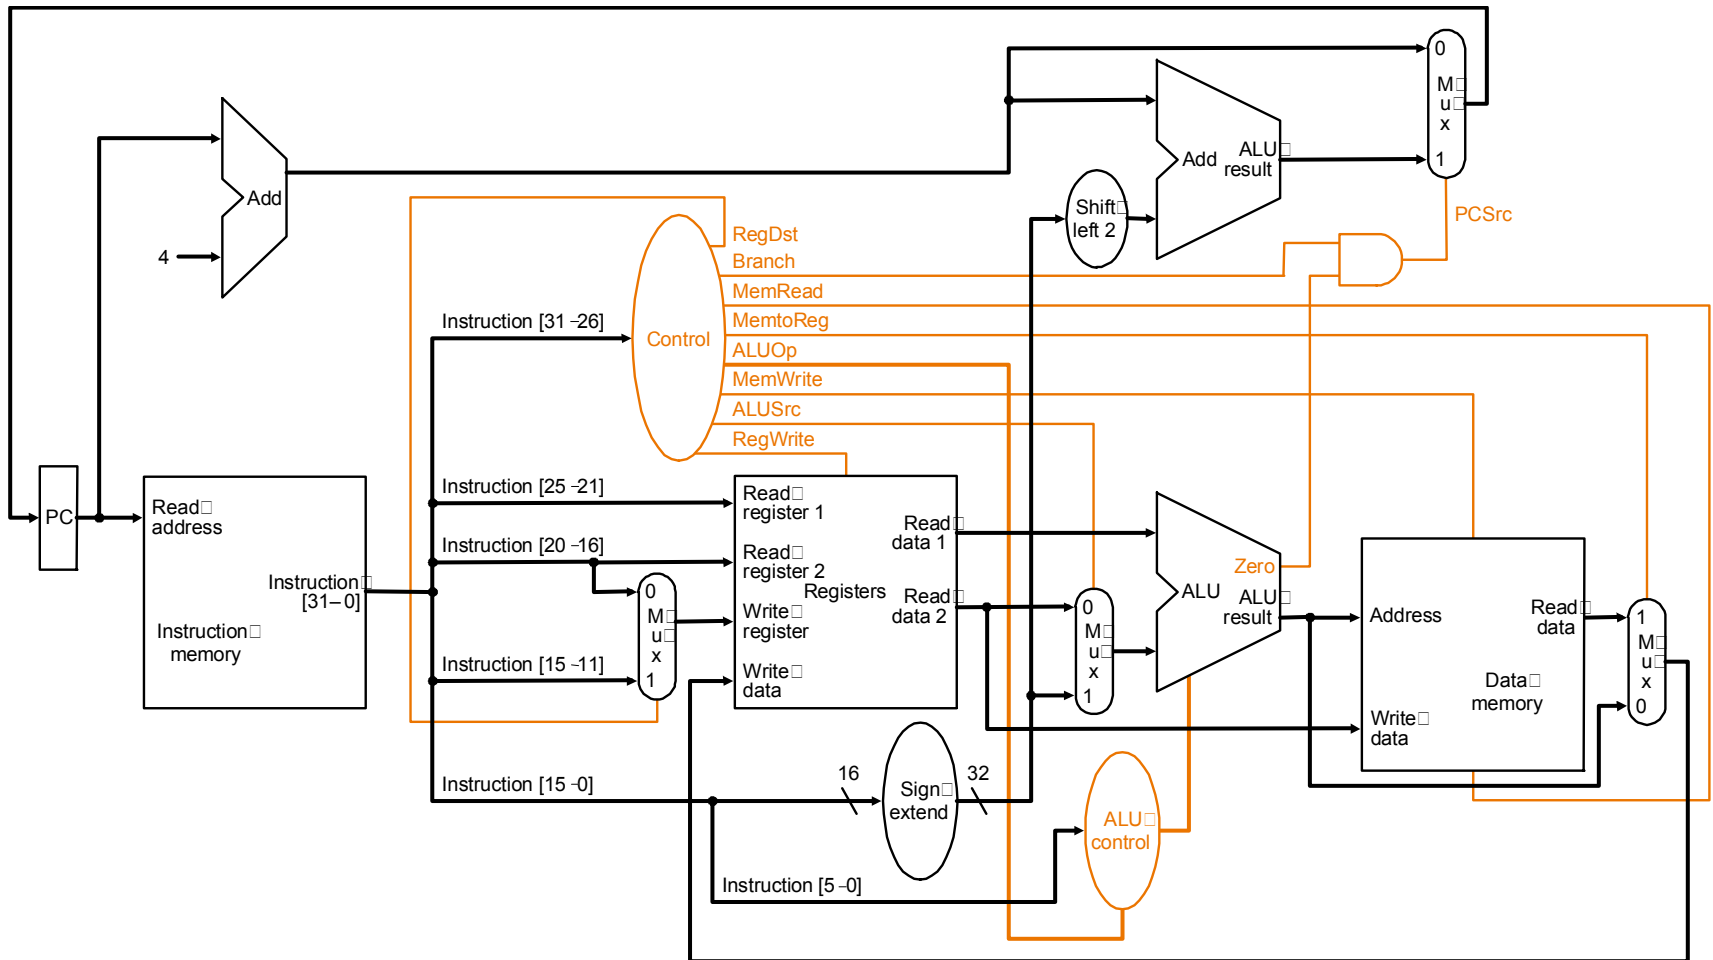 0
M
u
x
1
Add
ALU
result
Shift
left 2
PCSrc
Add
4
RegDst
Branch
MemRead
MemtoReg
ALUOp
MemWrite
ALUSrc
RegWrite
Control
Instruction [31–26]
Instruction [25–21]
Instruction [20–16]
Instruction [15–11]
Instruction [15–0]
Instruction [5–0]
PC
Read
address
Instruction
[31–0]
Instruction
memory
0
M
u
x
1
Read
register 1
Read
register 2
Write
register
Write
data
Registers
Read
data 1
Read
data 2
0
M
u
x
1
Zero
ALU
ALU
result
Address
Write
data
Read
data
Data
memory
1
M
u
x
0
16
Sign
extend
32
ALU
control